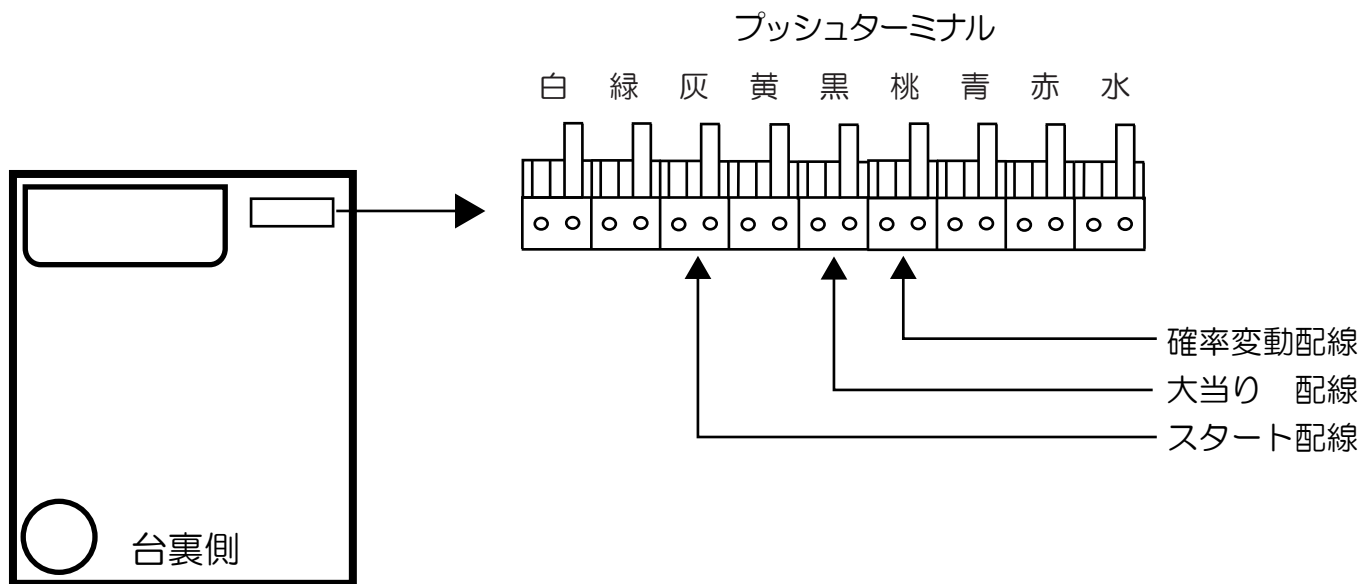 プッシュターミナル
白 緑 灰 黄 黒 桃 青 赤 水
確率変動配線
大当り　配線
スタート配線
台裏側